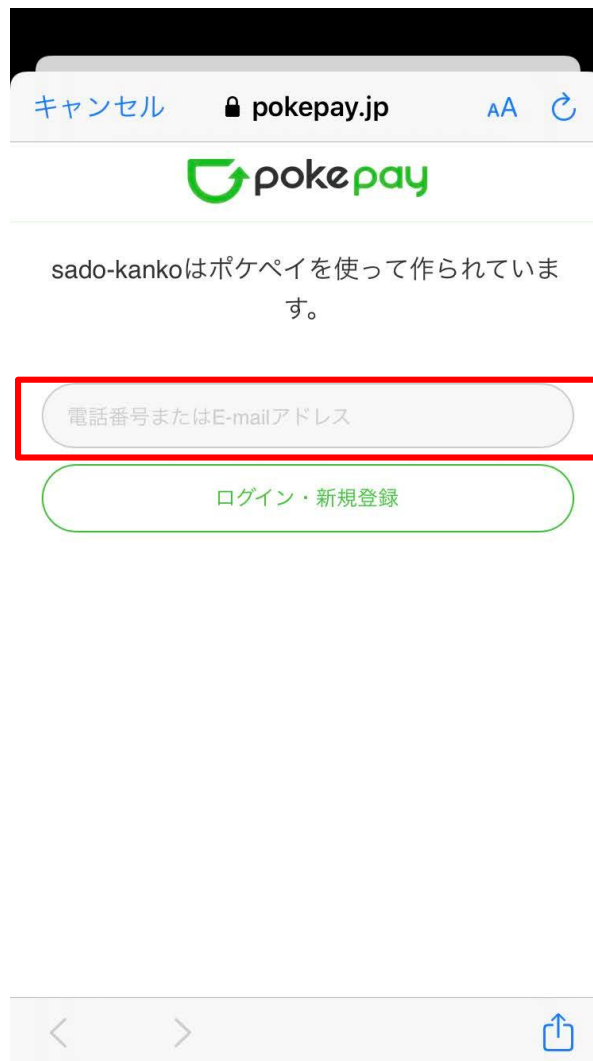 キャンセル pokepay.jp AA
pokepay
sado-kankoはポケペイを使って作られていま
す。
電話番号またはE-mailアドレス
ログイン・新規登録